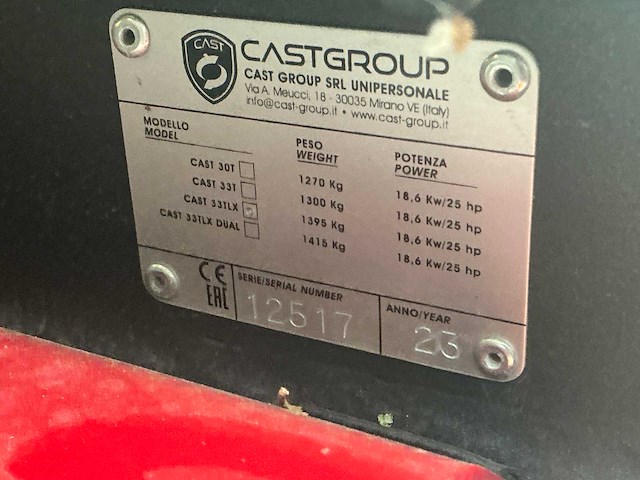 CAST
CASTGROUP
CAST GROUP SRL UNIPERSONALE
Via A. Meucci, 18 - 30035 Mirano VE (Italy)
info@cast-group.it • www.cast-group.it
MODELLO PESO POTENZA
MODEL WEIGHT POWER
CAST 30T 1270 Kg 18,6 Kw/25 hp
CAST 33T 1300 Kg 18,6 Kw/25 hp
CAST 33TLX 1395 Kg 18,6 Kw/25 hp
CAST 33TLX DUAL 1415 Kg 18,6 Kw/25 hp
CE
EAC
SERIE/SERIAL NUMBER ANNO/YEAR
12517 23